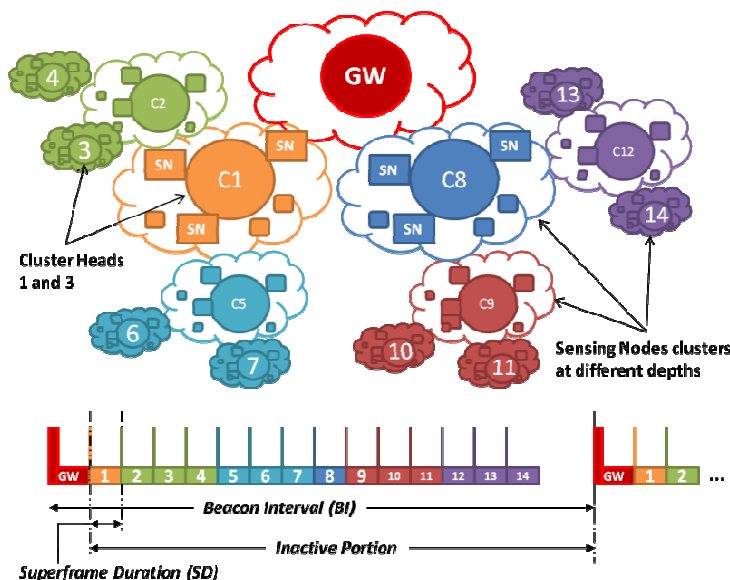 GW
4
C2
13
3
SN
SN
SN
SN
C12
C1
C8
SN
SN
14
SN
Cluster Heads
1 and 3
C5
C9
6
7
10
11
Sensing Nodes clusters
at different depths
GW 1 2 3 4 5 6 7 8 9 10 11 12 13 14 GW 1 2 ...
Beacon Interval (BI)
Inactive Portion
Superframe Duration (SD)